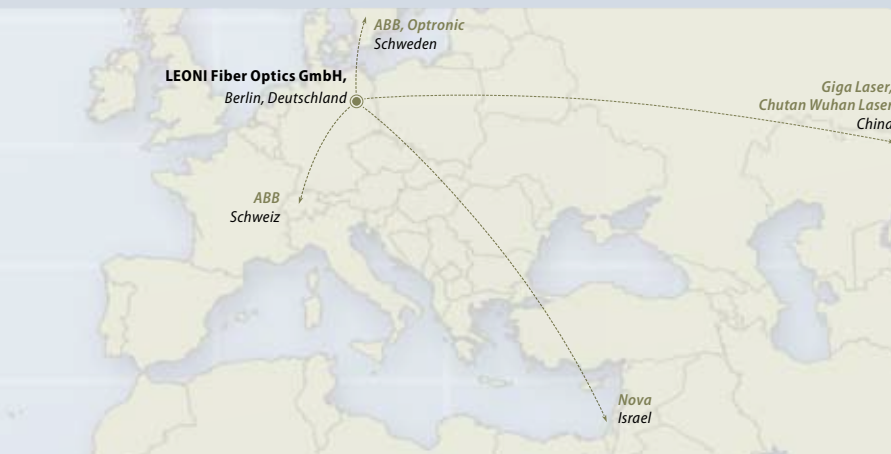 ABB, Optronic
Schweden
LEONI Fiber Optics GmbH,
Berlin, Deutschland
Giga Laser,
Chutan Wuhan Laser
China
ABB
Schweiz
Nova
Israel